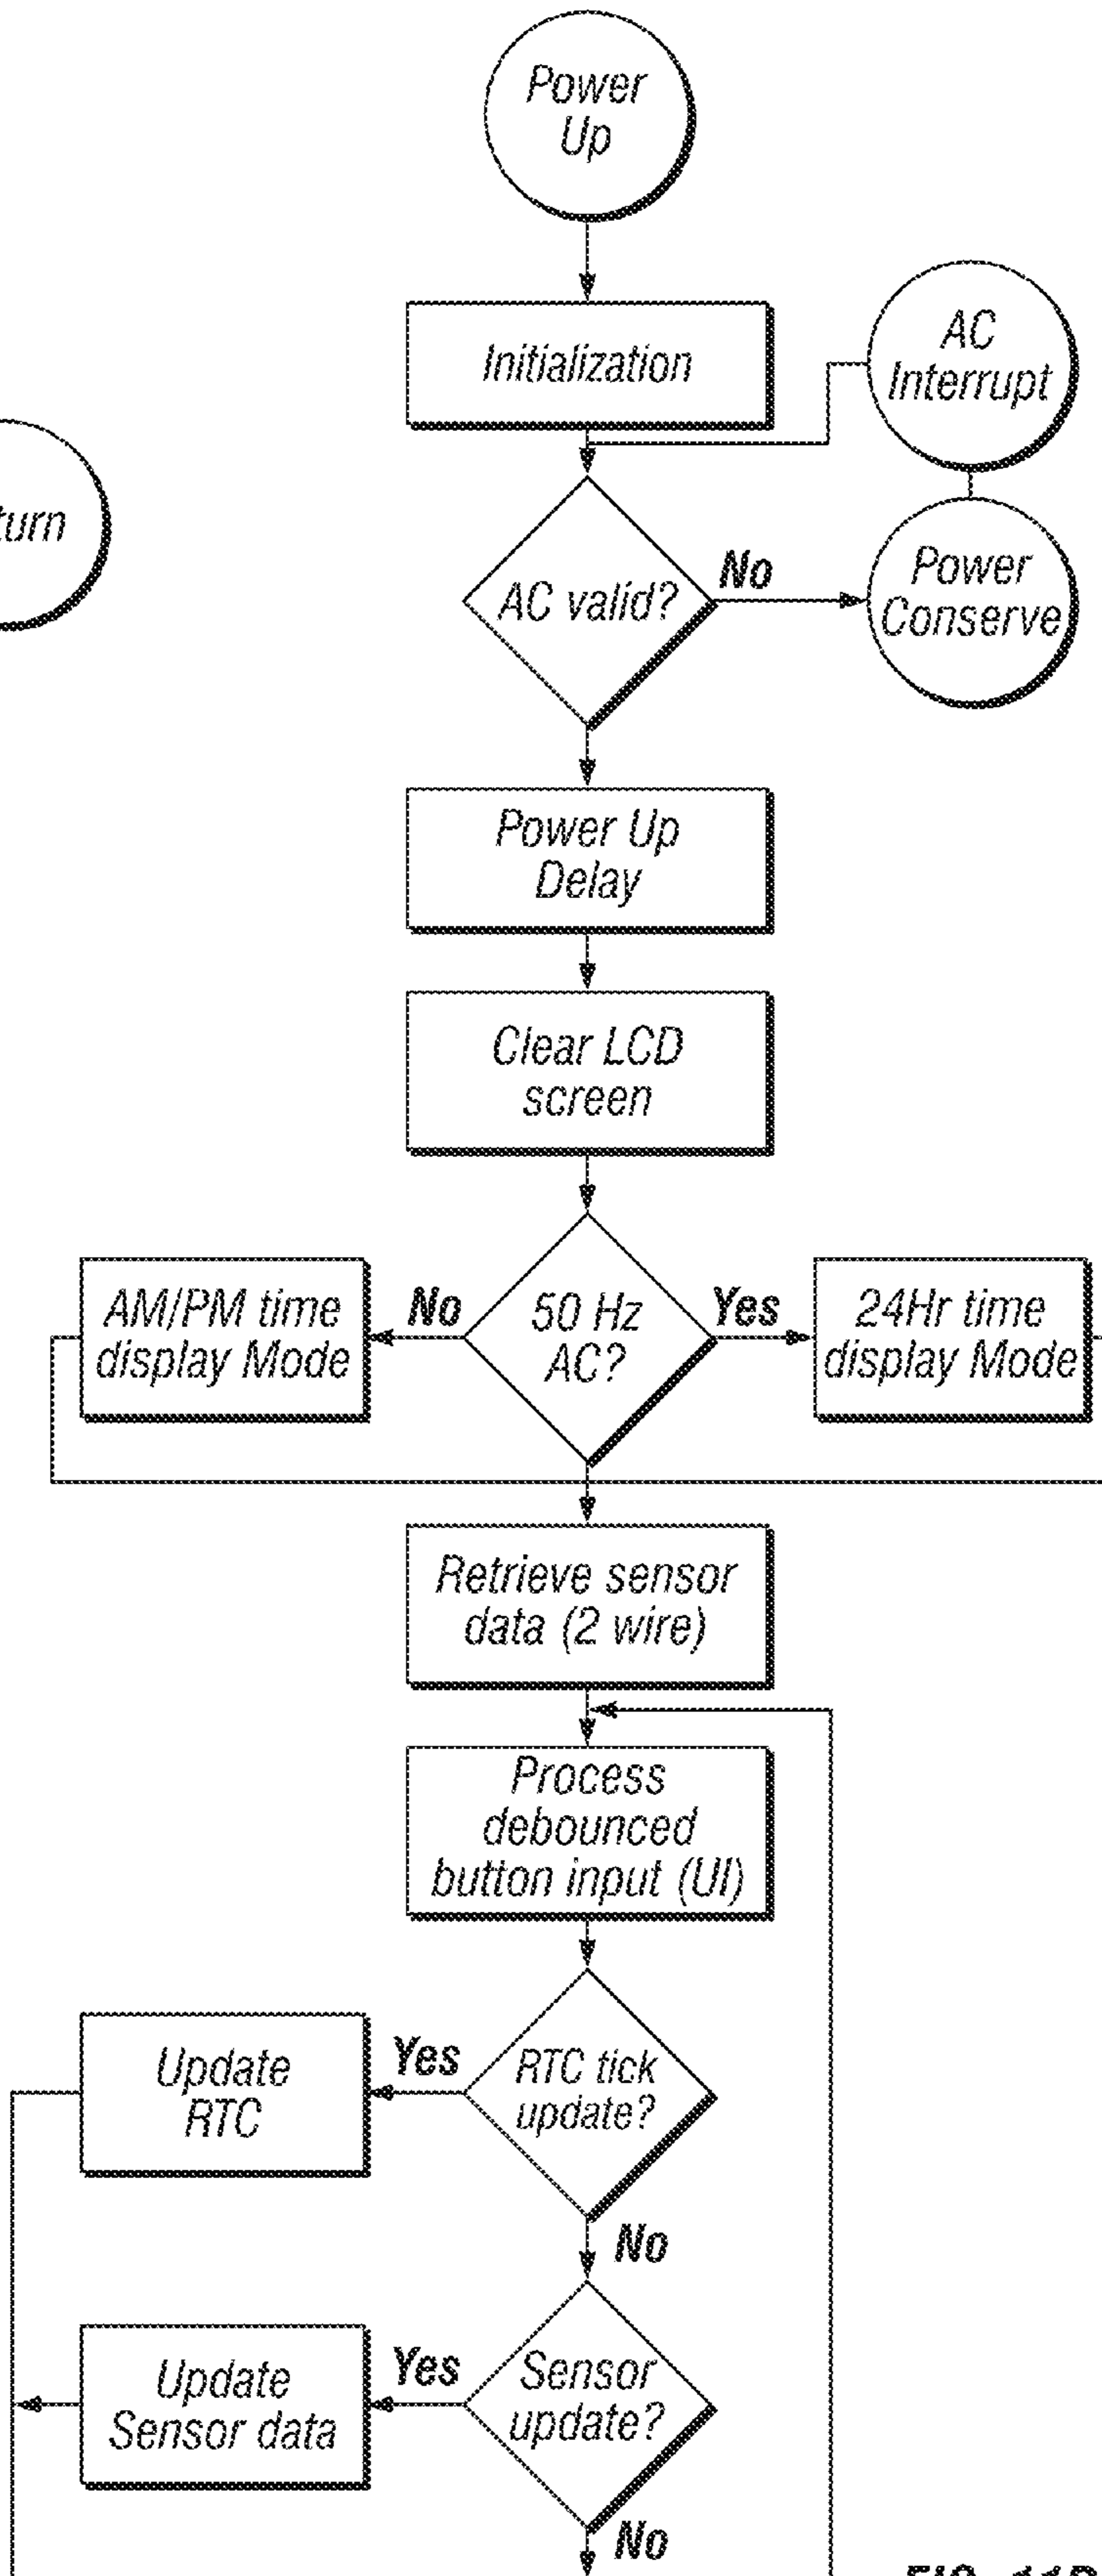 Power
Up
Initialization
AC
Interrupt
turn
AC valid?
No
Power
Conserve
Power Up
Delay
Clear LCD
screen
AM/PM time
display Mode
No
50 Hz
AC?
Yes
24Hr time
display Mode
Retrieve sensor
data (2 wire)
Process
debounced
button input (UI)
Update
RTC
Yes
RTC tick
update?
No
Update
Sensor data
Yes
Sensor
update?
No